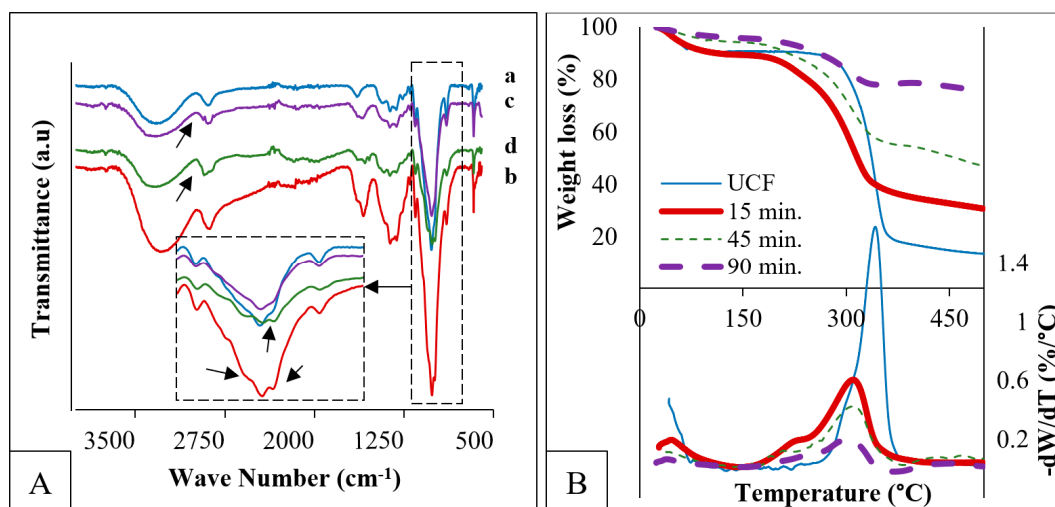 a
c
d
b
Transmittance (a.u)
3500 2750 2000 1250 500
Wave Number (cm-1)
A
100
80
60
40
20
Weight loss (%)
UCF
15 min.
45 min.
90 min.
0 150 300 450
1.4
1
0.6
0.2
-dW/dT (%/°C)
Temperature (°C)
B